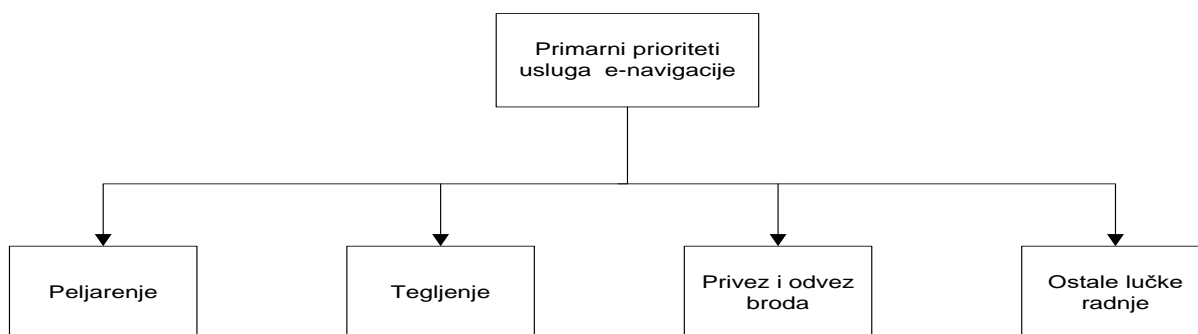 Primarni prioriteti
usluga e-navigacije
Peljarenje
Tegljenje
Privez i odvez
broda
Ostale lučke
radnje